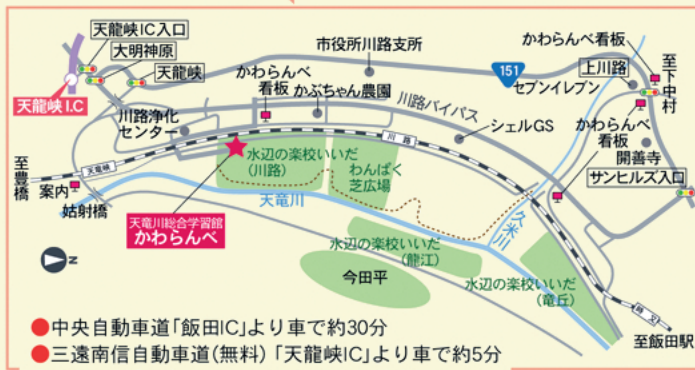 天龍峡IC入口
大明神原
天龍峡
天龍峡I.C
市役所川路支所
151
セブンイレブン
かわらんべ看板
上川路
至下中村
かわらんべ
看板
かぶちゃん農園
川路バイパス
シェルGS
かわらんべ
看板
開善寺
サンヒルズ入口
川路浄化
センター
至豊橋
天竜峡
案内
姑射橋
川路
水辺の楽校いいだ
(川路)
わんぱく
芝広場
天竜川総合学習館
かわらんべ
天竜川
久米川
水辺の楽校いいだ
(龍江)
今田平
水辺の楽校いいだ
(竜丘)
時又
至飯田駅
N
●中央自動車道「飯田IC」より車で約30分
●三遠南信自動車道(無料)「天龍峡IC」より車で約5分